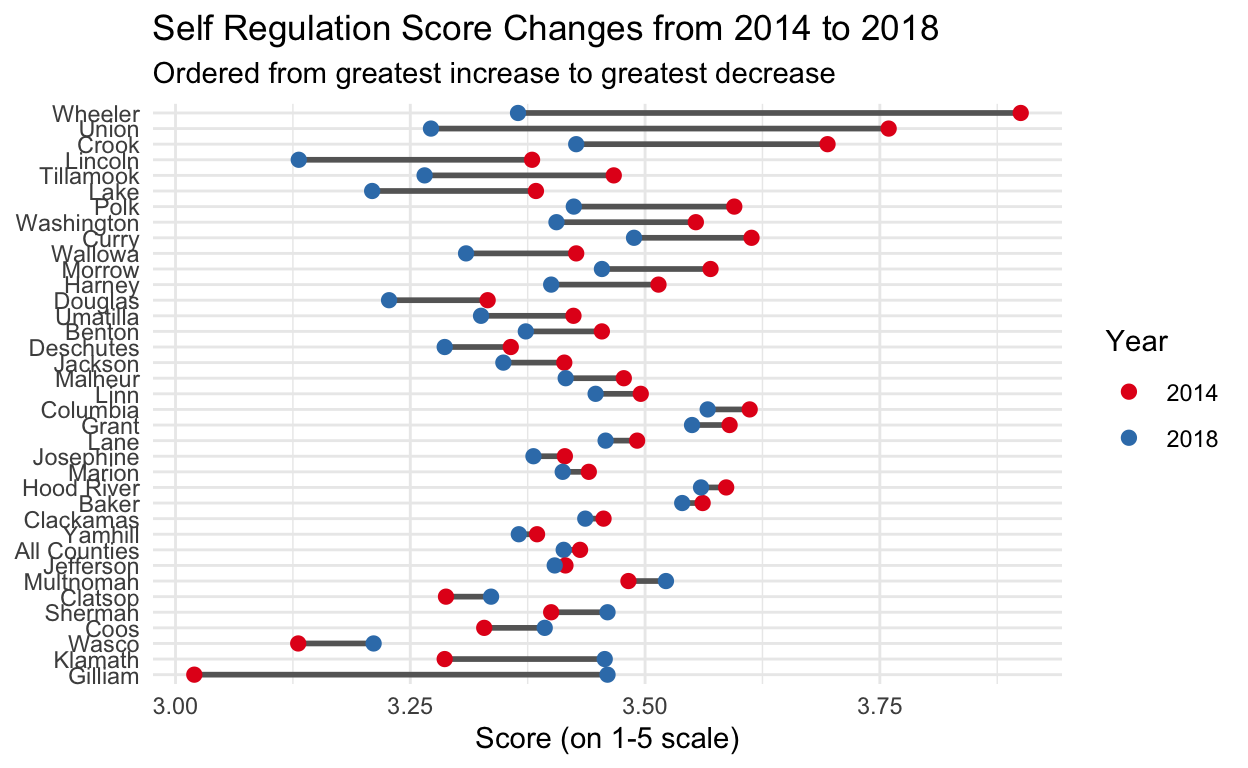 Self Regulation Score Changes from 2014 to 2018
Ordered from greatest increase to greatest decrease
Wheeler
Union
Crook
Lincoln
Tillamook
Lake
Polk
Washington
Curry
Wallowa
Morrow
Harney
Douglas
Umatilla
Benton
Deschutes
Jackson
Malheur
Linn
Columbia
Grant
Lane
Josephine
Marion
Hood River
Baker
Clackamas
Yamhill
All Counties
Jefferson
Multnomah
Clatsop
Sherman
Coos
Wasco
Klamath
Gilliam
3.00 3.25 3.50 3.75
Score (on 1-5 scale)
Year
2014
2018